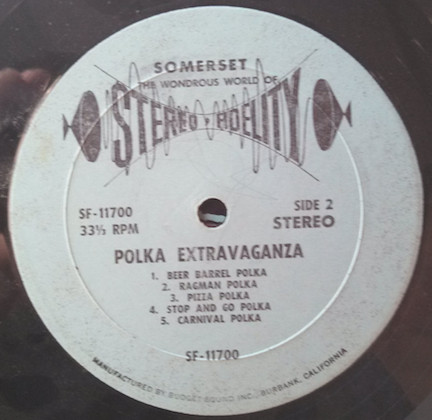 SOMERSET
THE WONDROUS WORLD OF
STEREO - FIDELITY
SF-11700
33⅓ RPM
SIDE 2
STEREO
POLKA EXTRAVAGANZA
1. BEER BARREL POLKA
2. RAGMAN POLKA
3. PIZZA POLKA
4. STOP AND GO POLKA
5. CARNIVAL POLKA
SF-11700
MANUFACTURED BY BUDGET SOUND INC., BURBANK, CALIFORNIA